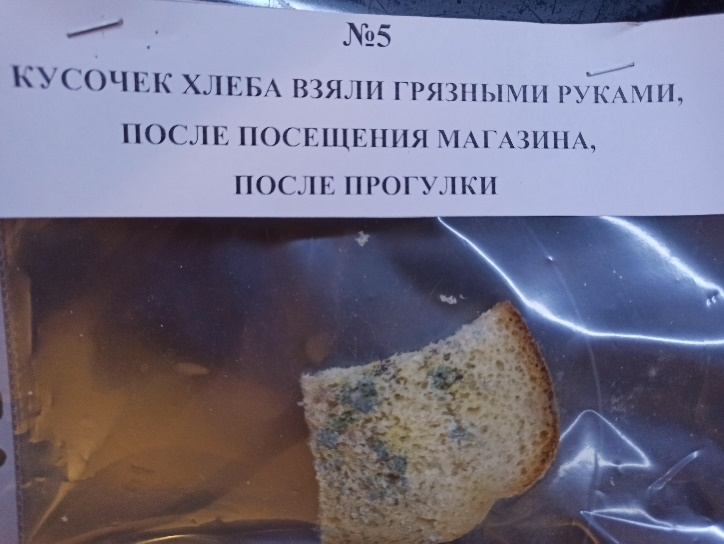 №5
КУСОЧЕК ХЛЕБА ВЗЯЛИ ГРЯЗНЫМИ РУКАМИ,
ПОСЛЕ ПОСЕЩЕНИЯ МАГАЗИНА,
ПОСЛЕ ПРОГУЛКИ